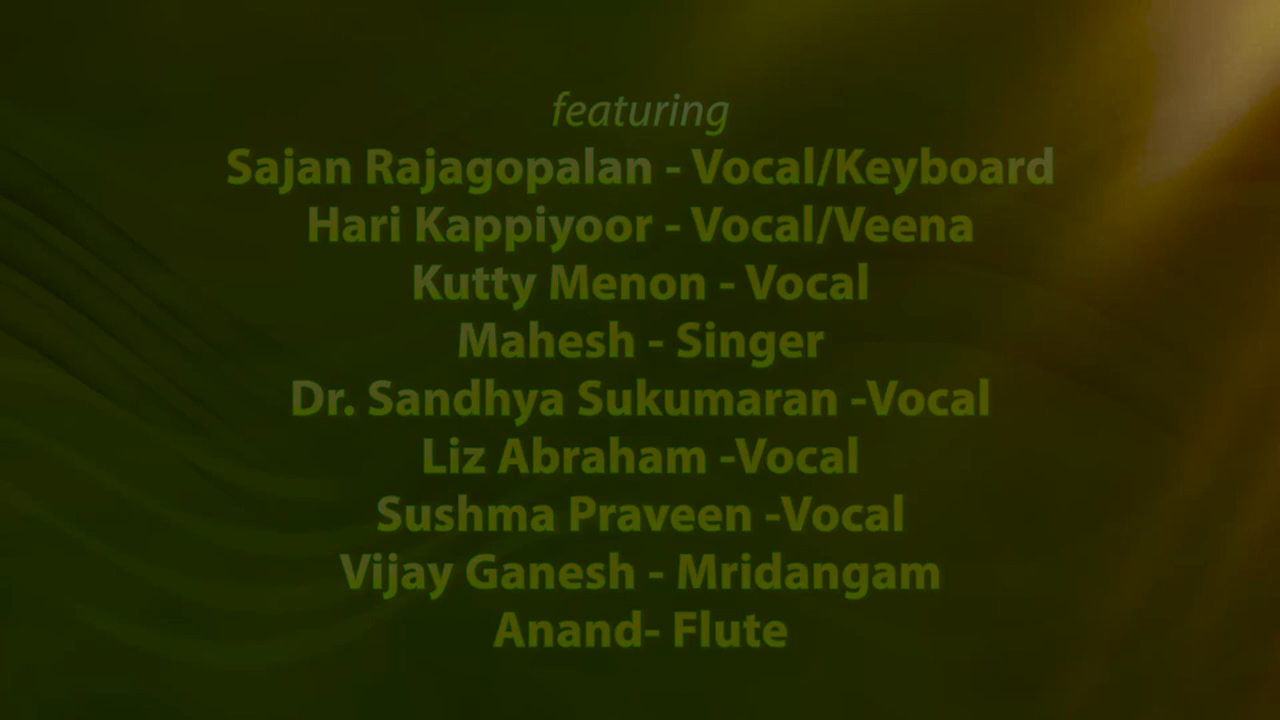 featuring
Sajan Rajagopalan - Vocal/Keyboard
Hari Kappiyoor - Vocal/Veena
Kutty Menon - Vocal
Mahesh - Singer
Dr. Sandhya Sukumaran -Vocal
Liz Abraham -Vocal
Sushma Praveen -Vocal
Vijay Ganesh - Mridangam
Anand- Flute